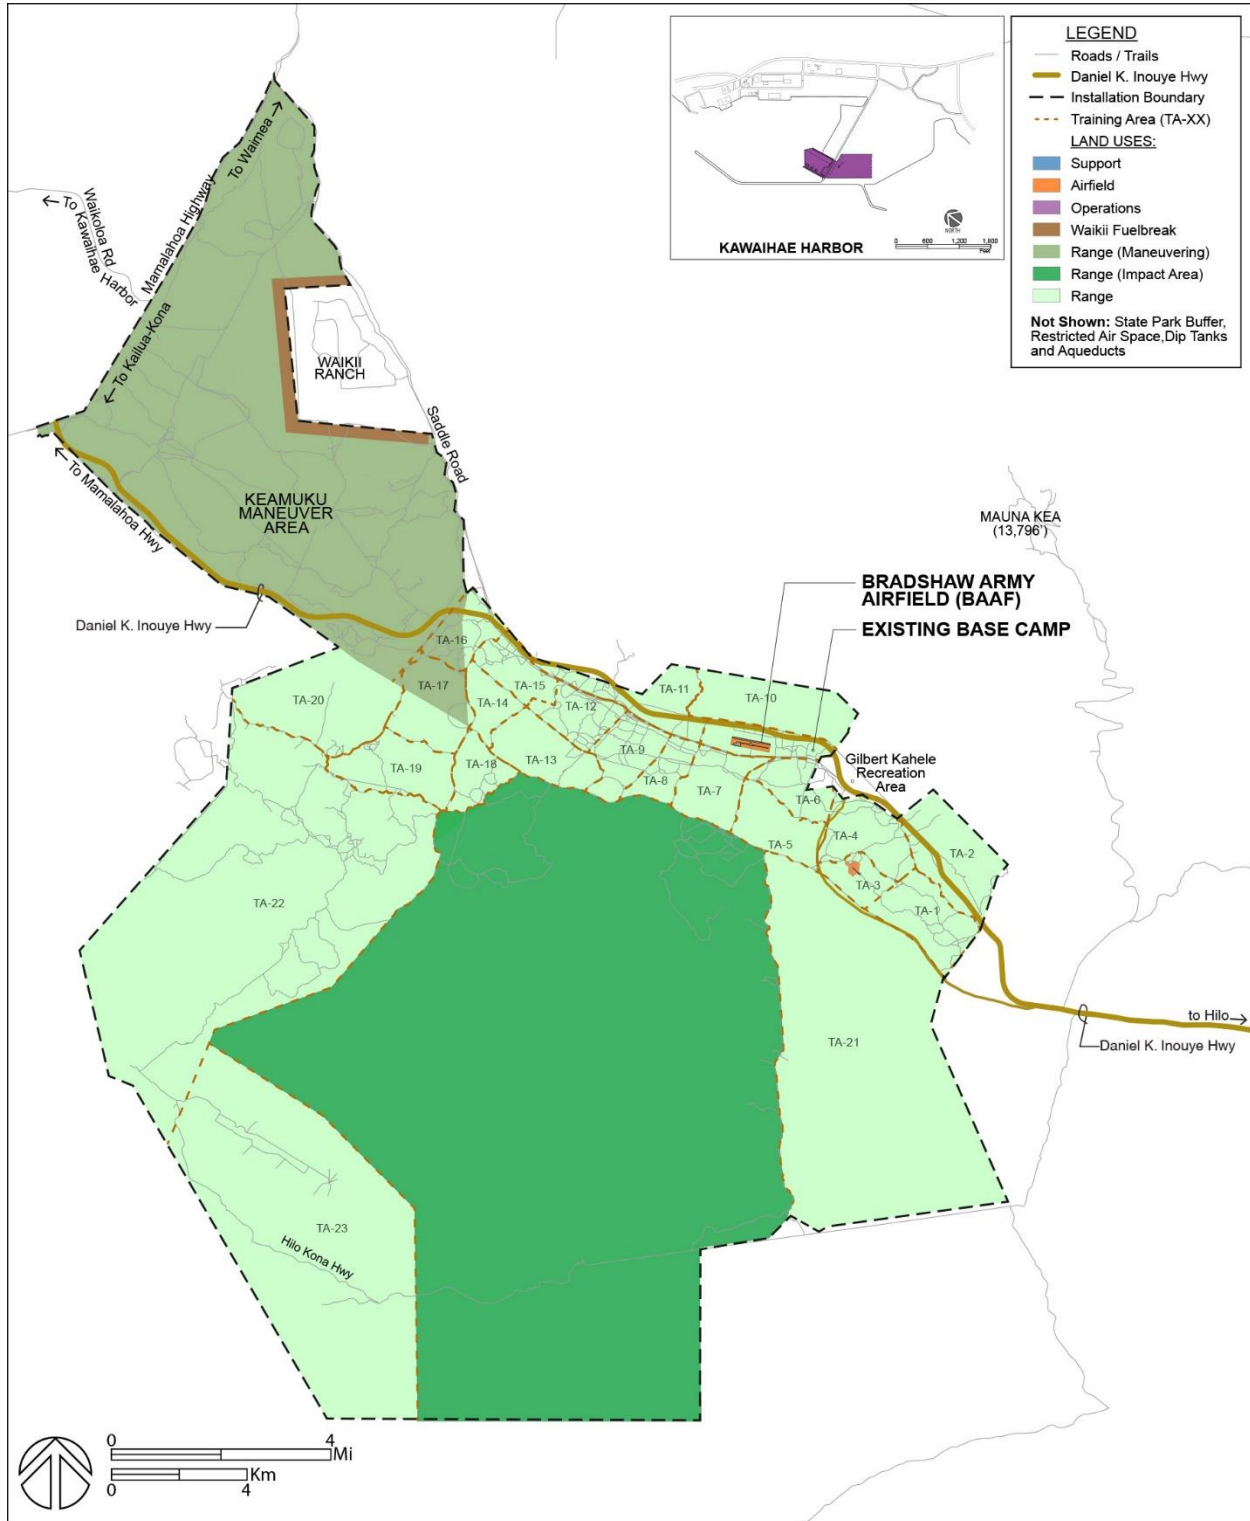 LEGEND
Roads / Trails
Daniel K. Inouye Hwy
Installation Boundary
Training Area (TA-XX)
LAND USES:
Support
Airfield
Operations
Waikii Fuelbreak
Range (Maneuvering)
Range (Impact Area)
Range
Not Shown: State Park Buffer,
Restricted Air Space,Dip Tanks
and Aqueducts
NORTH
KAWAIHAE HARBOR
0 600 1,200 1,800
Feet
To Waimea
Mamalahoa Highway
Waikoloa Rd
To Kawaihae Harbor
To Kailua-Kona
WAIKII
RANCH
Saddle Road
To Mamalahoa Hwy
KEAMUKU
MANEUVER
AREA
MAUNA KEA
(13,796')
BRADSHAW ARMY
AIRFIELD (BAAF)
EXISTING BASE CAMP
Daniel K. Inouye Hwy
TA-16
TA-17
TA-15
TA-14
TA-12
TA-11
TA-10
TA-20
TA-19
TA-18
TA-13
TA-9
TA-8
TA-7
Gilbert Kahele
Recreation
Area
TA-6
TA-5
TA-4
TA-3
TA-2
TA-1
TA-22
TA-21
to Hilo
Daniel K. Inouye Hwy
TA-23
Hilo Kona Hwy
0 4
Mi
Km
0 4